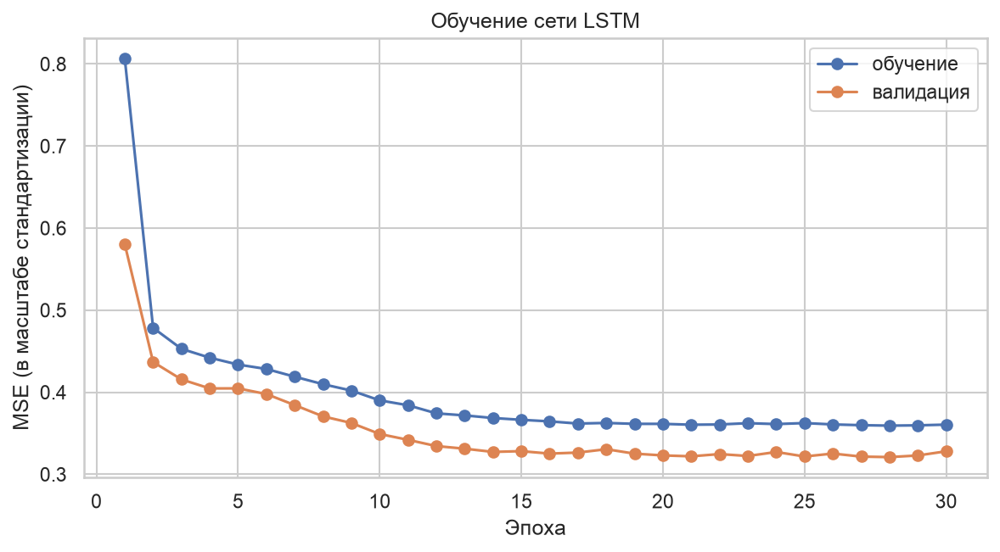 Обучение сети LSTM
обучение
валидация
MSE (в масштабе стандартизации)
0.8
0.7
0.6
0.5
0.4
0.3
0 5 10 15 20 25 30
Эпоха